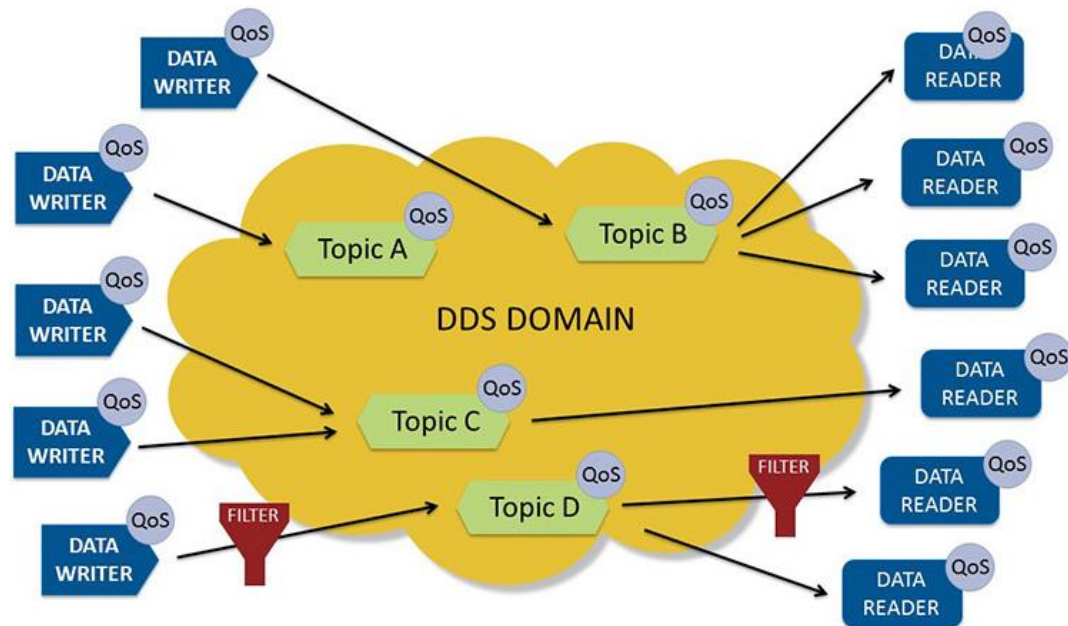 QoS
DATA
WRITER
QoS
DATA
READER
QoS
DATA
WRITER
QoS
DATA
READER
QoS
Topic A
QoS
Topic B
QoS
DATA
READER
QoS
DATA
WRITER
DDS DOMAIN
QoS
DATA
READER
QoS
DATA
WRITER
QoS
Topic C
QoS
DATA
WRITER
FILTER
QoS
Topic D
FILTER
QoS
DATA
READER
QoS
DATA
READER